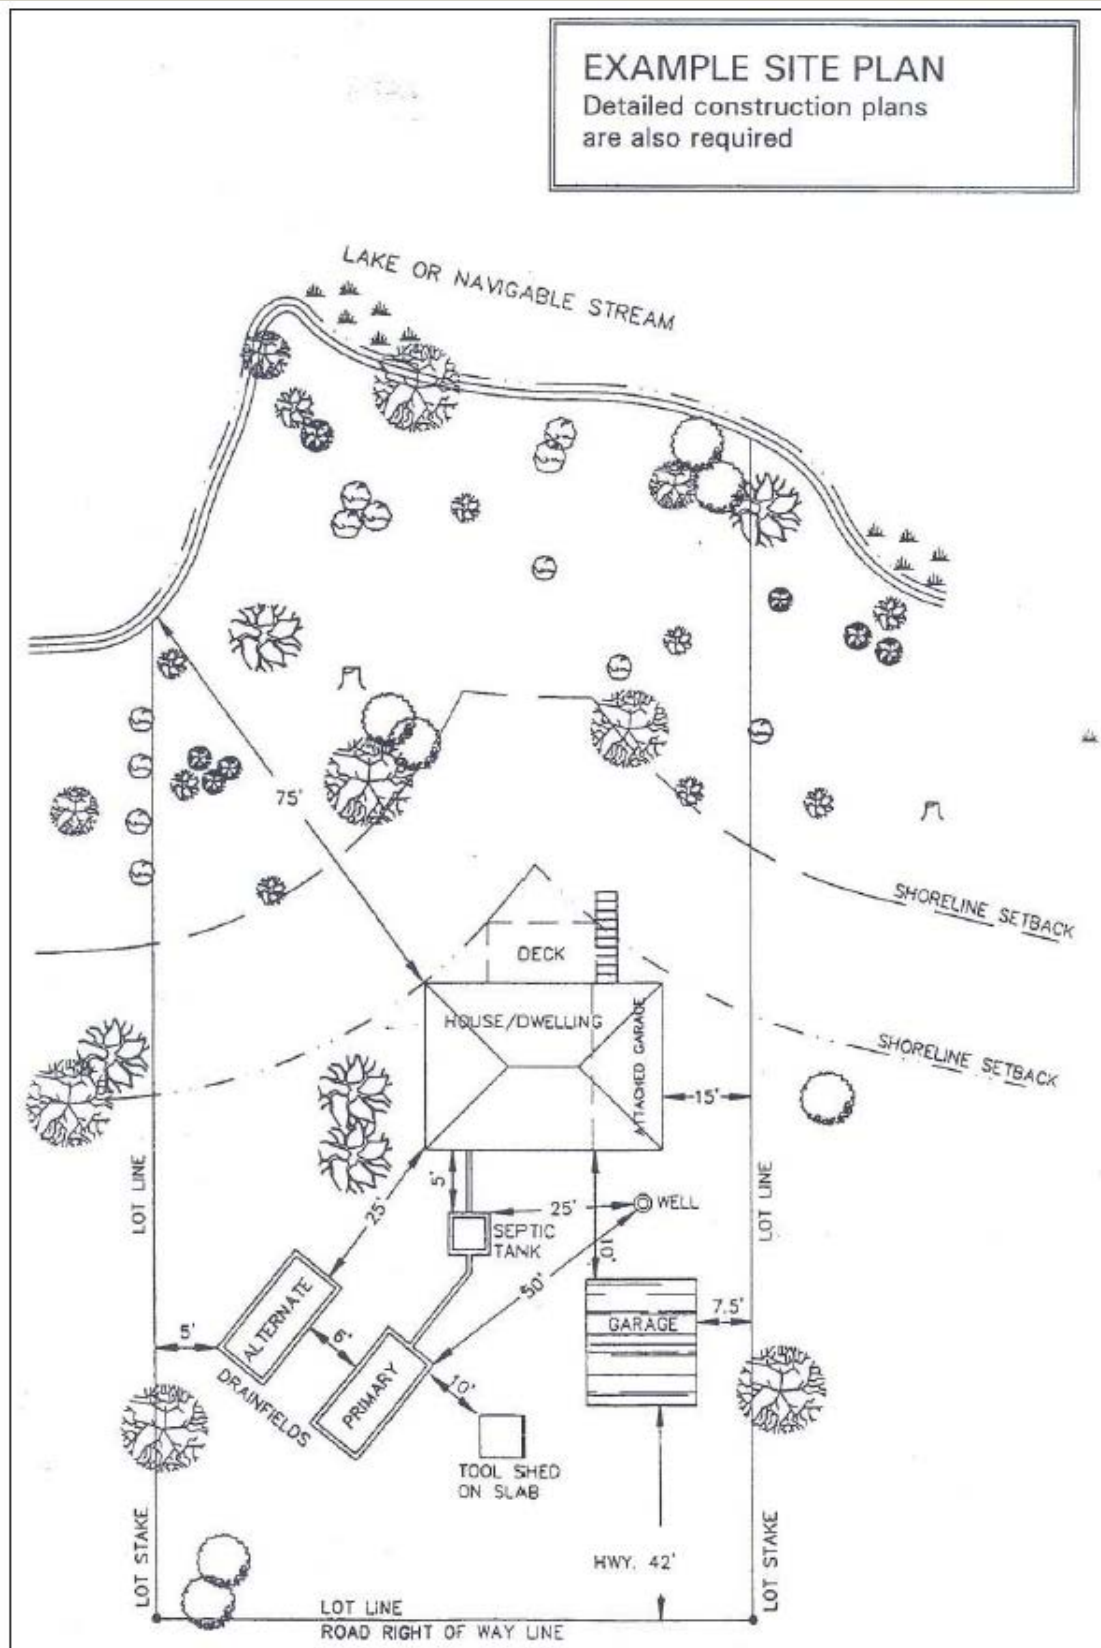 EXAMPLE SITE PLAN
Detailed construction plans
are also required
LAKE OR NAVIGABLE STREAM
75'
SHORELINE SETBACK
DECK
HOUSE/DWELLING
ATTACHED GARAGE
SHORELINE SETBACK
15'
LOT LINE
LOT LINE
25'
5'
25'
WELL
SEPTIC
TANK
10'
50'
ALTERNATE
5'
6'
GARAGE
7.5'
DRAINFIELDS
PRIMARY
10'
TOOL SHED
ON SLAB
LOT STAKE
HWY. 42'
LOT STAKE
LOT LINE
ROAD RIGHT OF WAY LINE